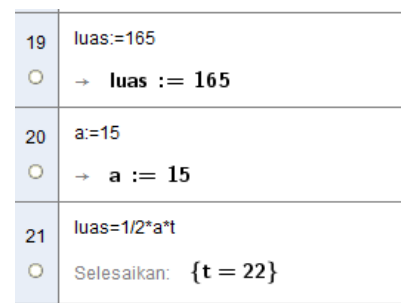 19 luas:=165
→ luas := 165
20 a:=15
→ a := 15
21 luas=1/2*a*t
Selesaikan: {t = 22}